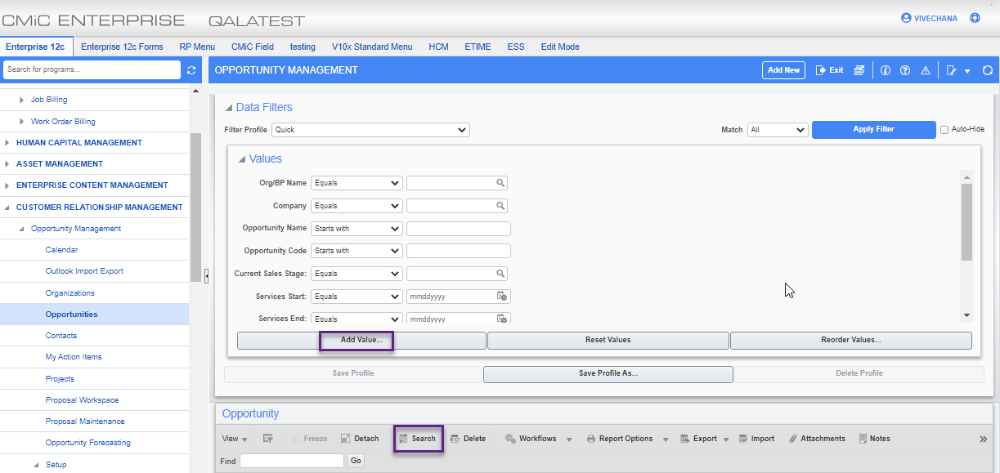 CMiC ENTERPRISE QALATEST
VIVECHANA
Enterprise 12c Enterprise 12c Forms RP Menu CMiC Field testing V10x Standard Menu HCM ETIME ESS Edit Mode
Search for programs...
OPPORTUNITY MANAGEMENT Add New Exit
Job Billing
Work Order Billing
HUMAN CAPITAL MANAGEMENT
ASSET MANAGEMENT
ENTERPRISE CONTENT MANAGEMENT
CUSTOMER RELATIONSHIP MANAGEMENT
Opportunity Management
Calendar
Outlook Import Export
Organizations
Opportunities
Contacts
My Action Items
Projects
Proposal Workspace
Proposal Maintenance
Opportunity Forecasting
Setup
Data Filters
Filter Profile Quick Match All Apply Filter Auto-Hide
Values
Org/BP Name Equals
Company Equals
Opportunity Name Starts with
Opportunity Code Starts with
Current Sales Stage: Equals
Services Start: Equals mmddyyyy
Services End: Equals mmddyyyy
Add Value... Reset Values Reorder Values...
Save Profile Save Profile As... Delete Profile
Opportunity
View Freeze Detach Search Delete Workflows Report Options Export Import Attachments Notes
Find Go